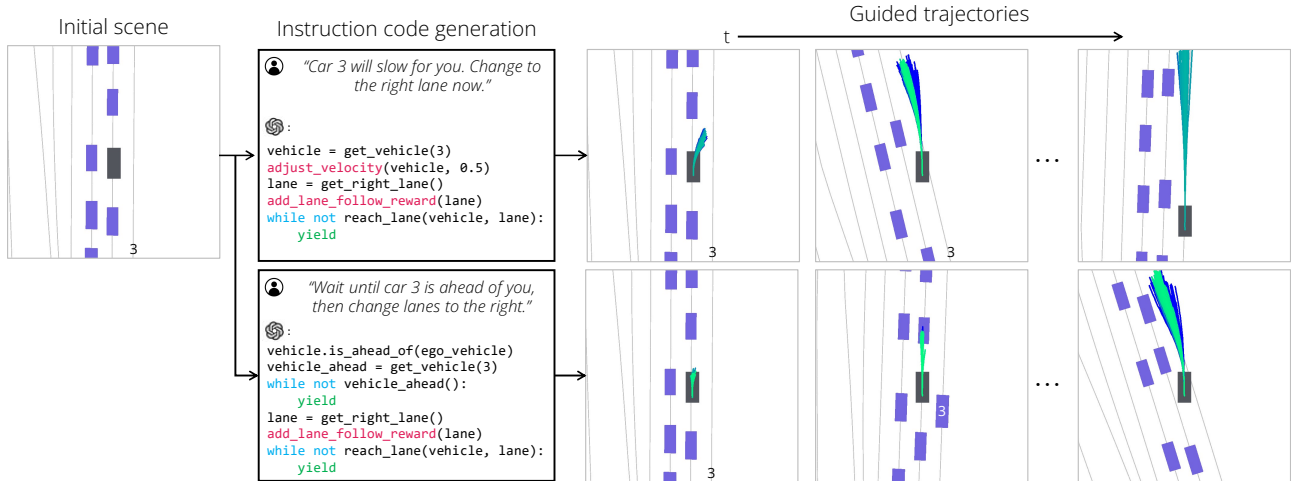 Initial scene
Instruction code generation
Guided trajectories
t
3
“Car 3 will slow for you. Change to
the right lane now.”
:
vehicle = get_vehicle(3)
adjust_velocity(vehicle, 0.5)
lane = get_right_lane()
add_lane_follow_reward(lane)
while not reach_lane(vehicle, lane):
yield
3
3
...
“Wait until car 3 is ahead of you,
then change lanes to the right.”
:
vehicle.is_ahead_of(ego_vehicle)
vehicle_ahead = get_vehicle(3)
while not vehicle_ahead():
yield
lane = get_right_lane()
add_lane_follow_reward(lane)
while not reach_lane(vehicle, lane):
yield
3
3
...